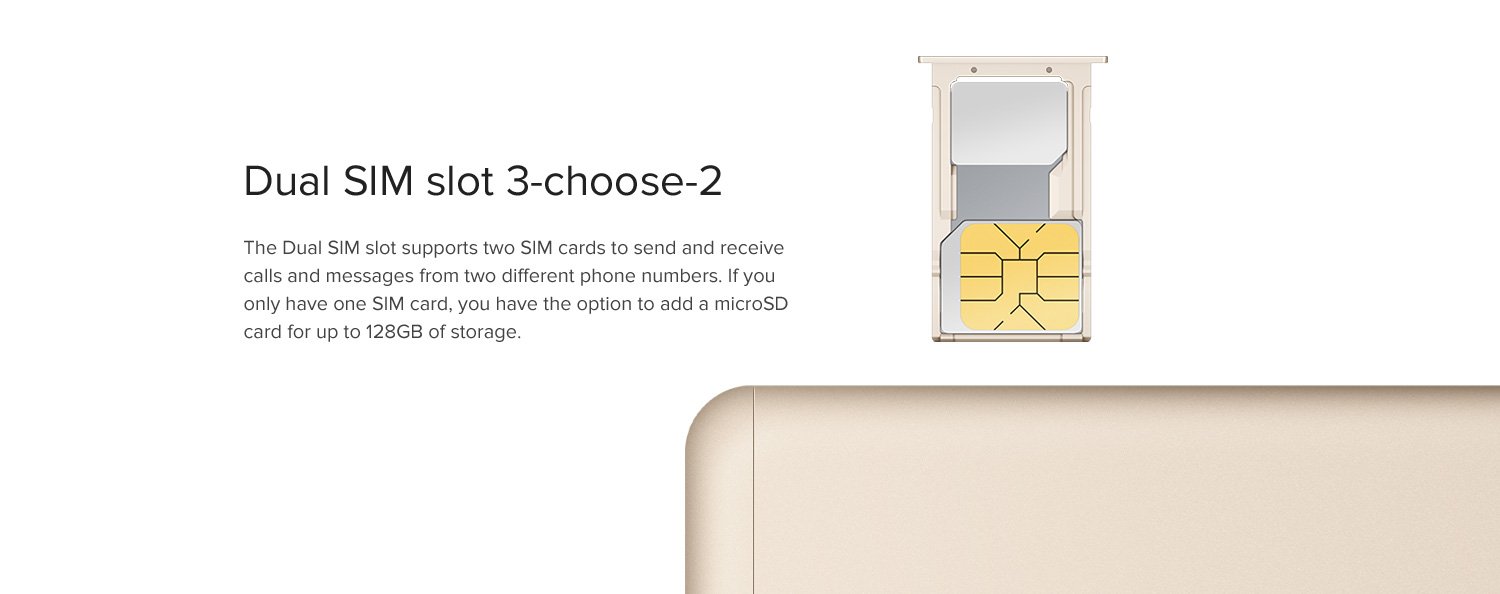 Dual SIM slot 3-choose-2
The Dual SIM slot supports two SIM cards to send and receive
calls and messages from two different phone numbers. If you
only have one SIM card, you have the option to add a microSD
card for up to 128GB of storage.